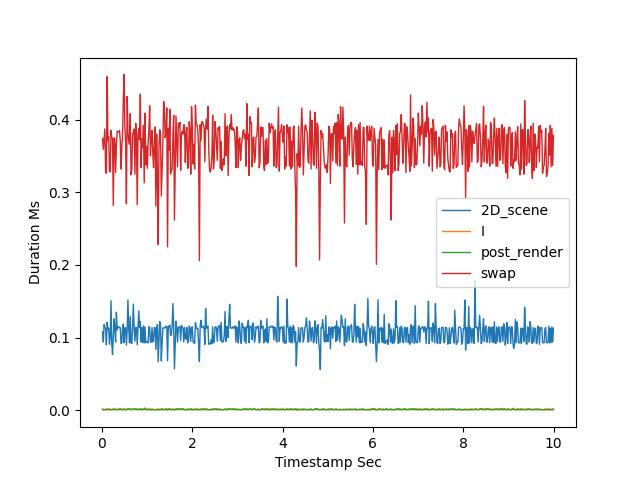 0.4
0.3
0.2
0.1
0.0
Duration Ms
2D_scene
I
post_render
swap
0 2 4 6 8 10
Timestamp Sec